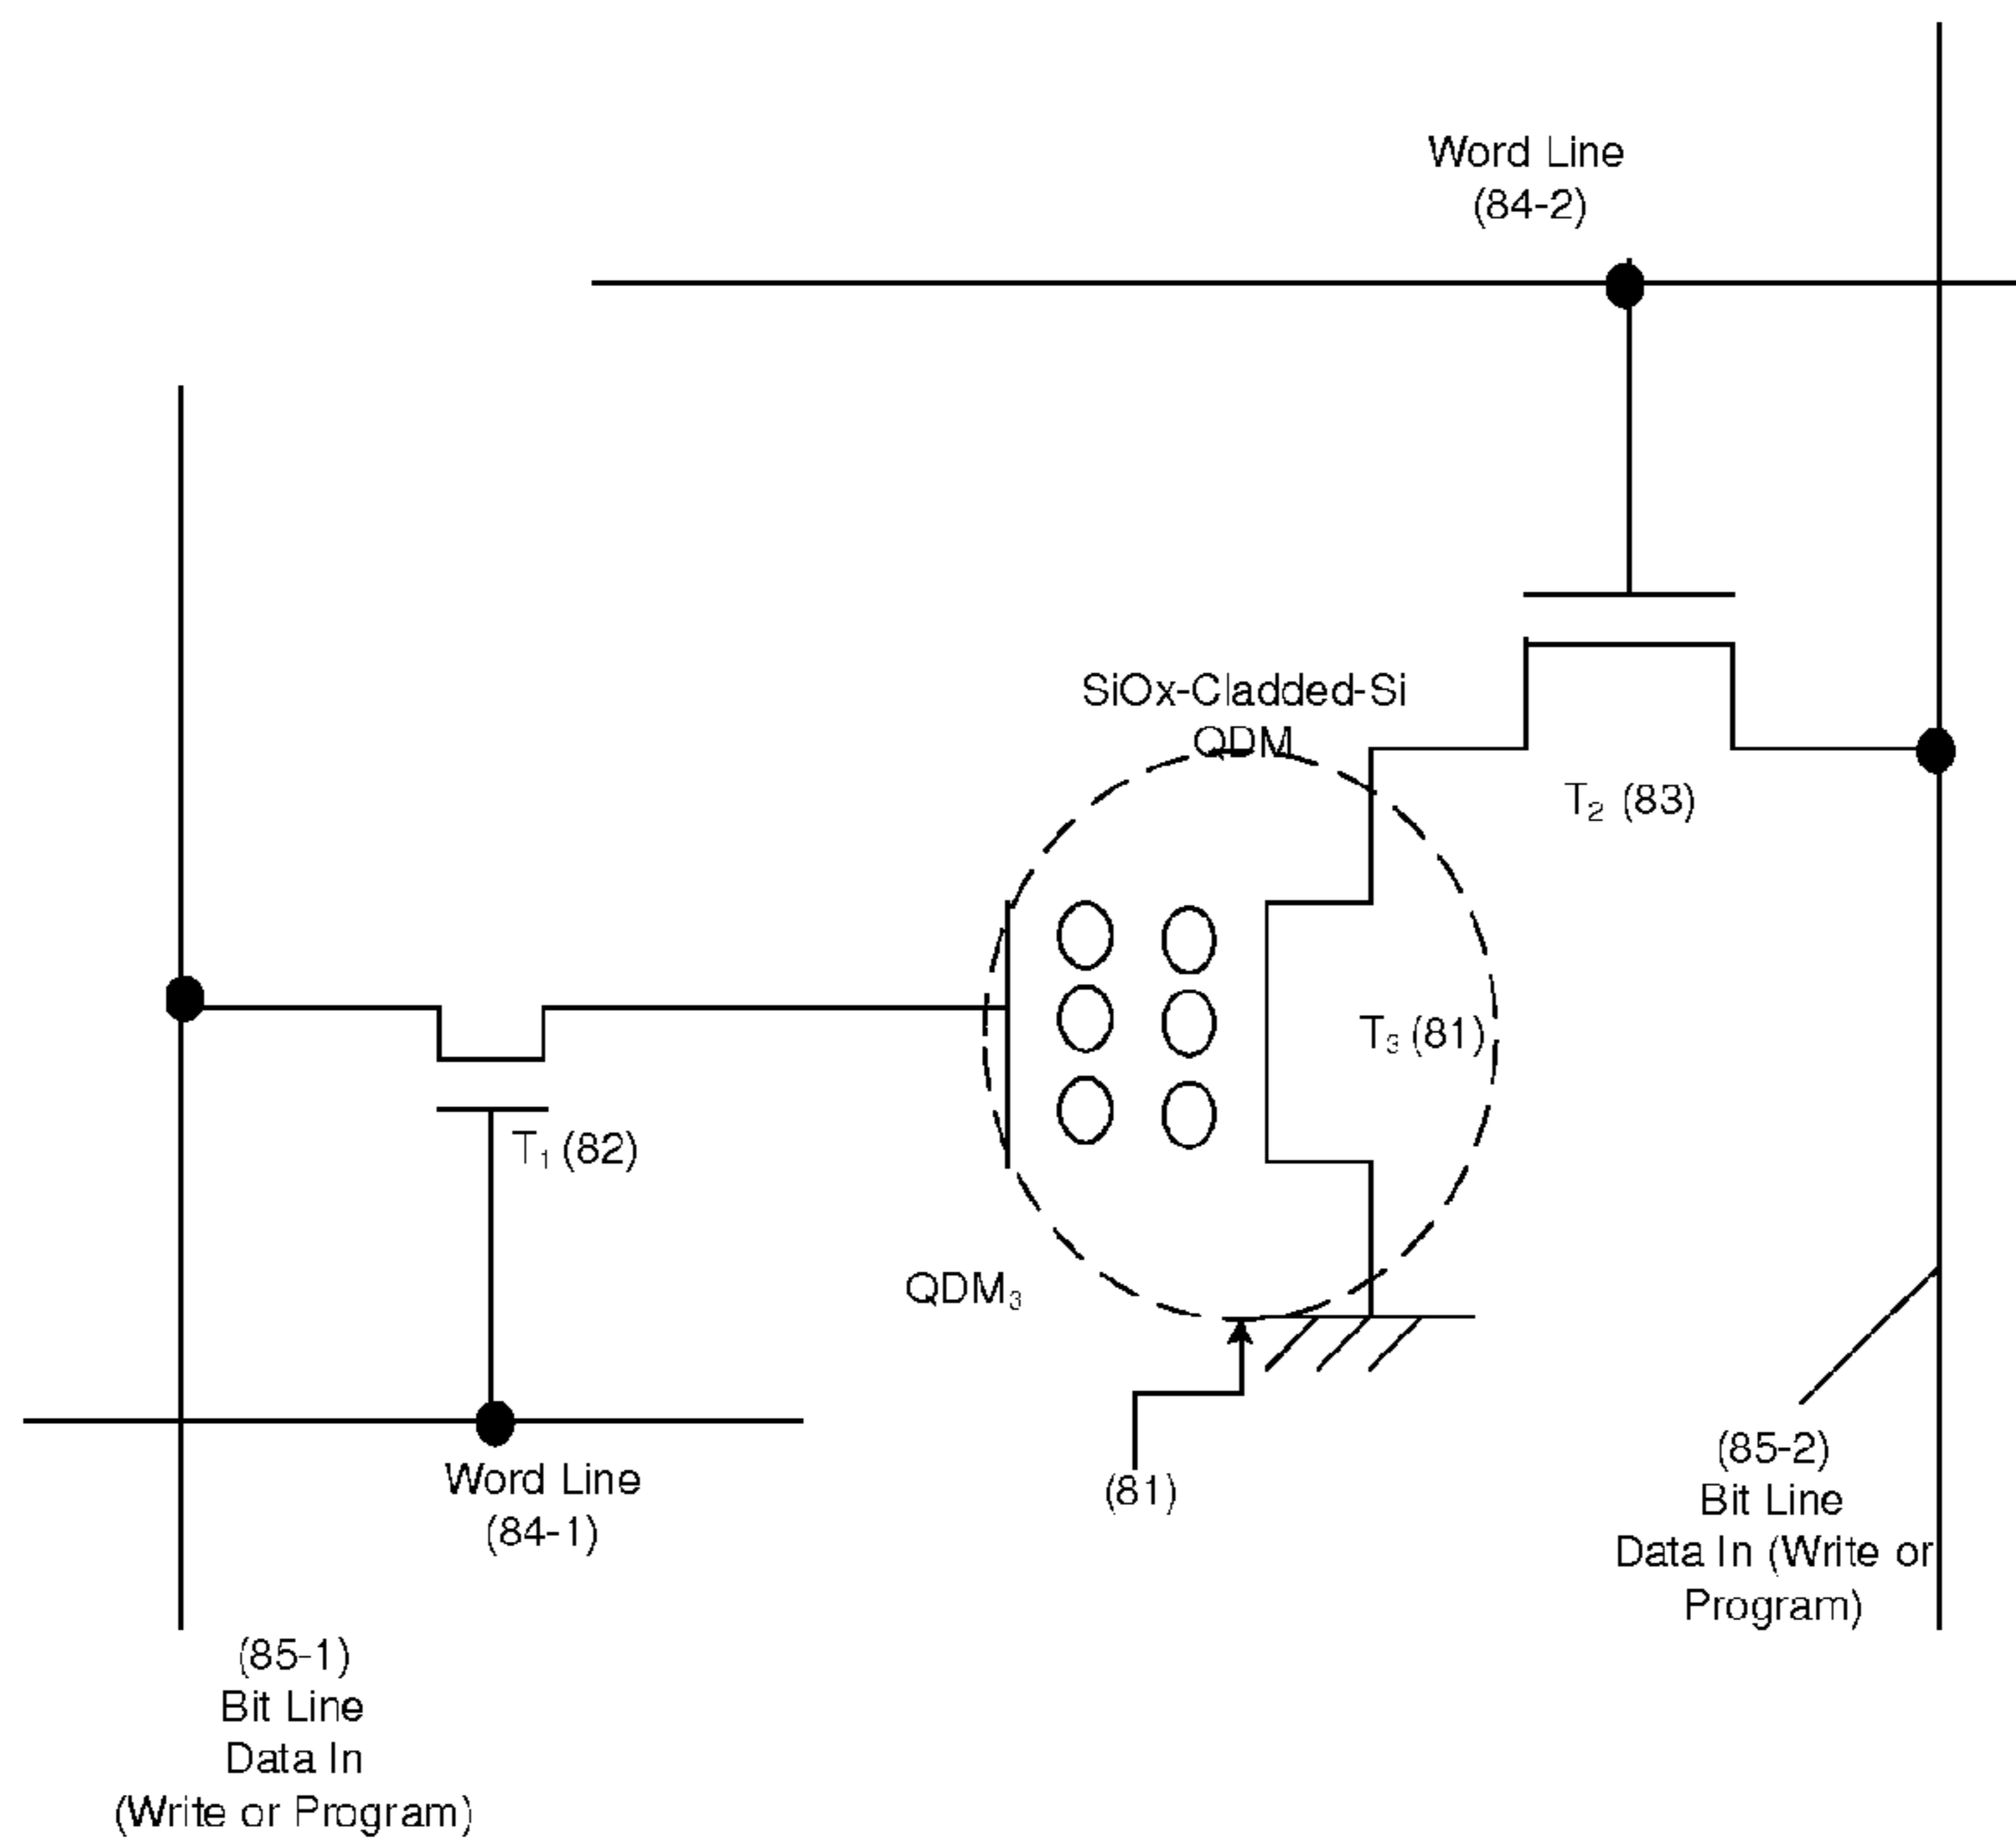 Word Line
(84-2)
SiOx-Cladded-Si
QDM
T₂ (83)
T₃ (81)
T₁ (82)
QDM₃
Word Line
(84-1)
(81)
(85-2)
Bit Line
Data In (Write or
Program)
(85-1)
Bit Line
Data In
(Write or Program)